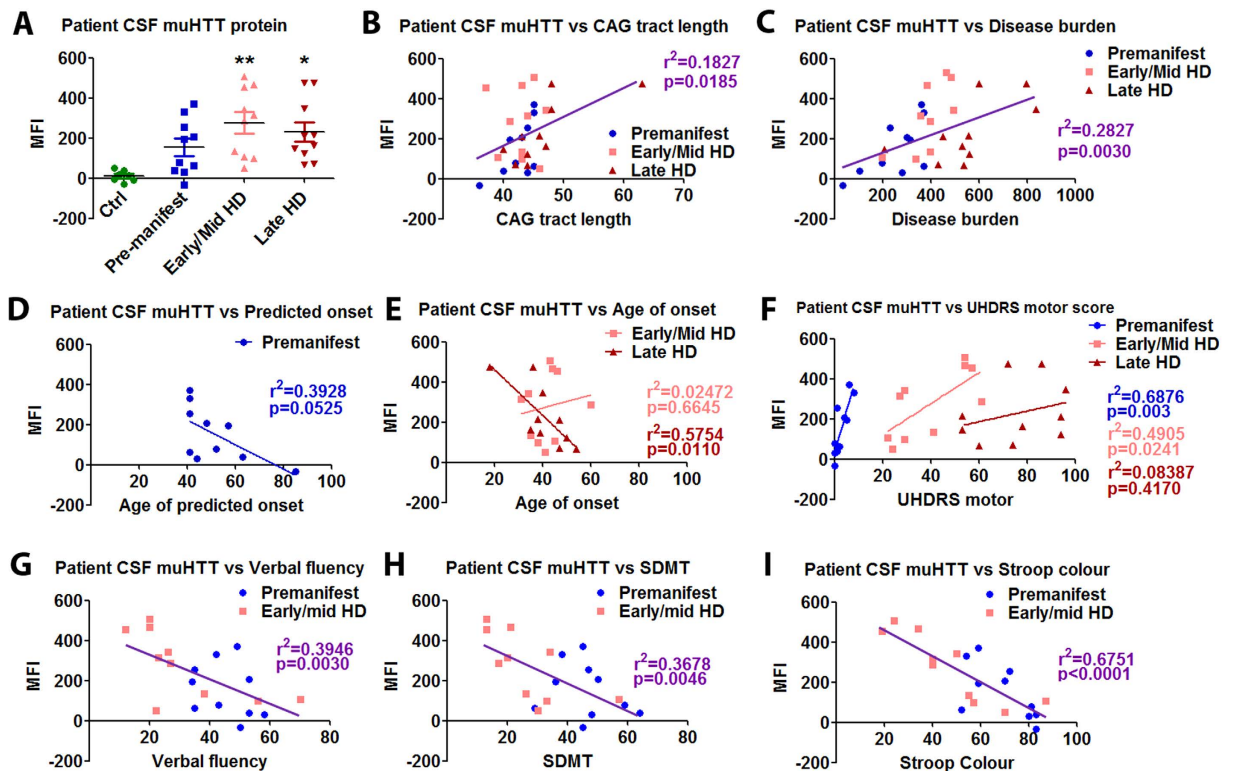 A
Patient CSF muHTT protein
600
400
200
0
-200
MFI
** *
Ctrl
Pre-manifest
Early/Mid HD
Late HD
B
Patient CSF muHTT vs CAG tract length
600
400
200
0
-200
MFI
r²=0.1827
p=0.0185
Premanifest
Early/Mid HD
Late HD
40 50 60 70
CAG tract length
C
Patient CSF muHTT vs Disease burden
600
400
200
0
-200
MFI
Premanifest
Early/Mid HD
Late HD
r²=0.2827
p=0.0030
200 400 600 800 1000
Disease burden
D
Patient CSF muHTT vs Predicted onset
600
400
200
0
-200
MFI
Premanifest
r²=0.3928
p=0.0525
20 40 60 80 100
Age of predicted onset
E
Patient CSF muHTT vs Age of onset
600
400
200
0
-200
MFI
Early/Mid HD
Late HD
r²=0.02472
p=0.6645
r²=0.5754
p=0.0110
20 40 60 80 100
Age of onset
F
Patient CSF muHTT vs UHDRS motor score
600
400
200
0
-200
MFI
Premanifest
Early/Mid HD
Late HD
r²=0.6876
p=0.003
r²=0.4905
p=0.0241
r²=0.08387
p=0.4170
20 40 60 80 100
UHDRS motor
G
Patient CSF muHTT vs Verbal fluency
600
400
200
0
-200
MFI
Premanifest
Early/mid HD
r²=0.3946
p=0.0030
20 40 60 80
Verbal fluency
H
Patient CSF muHTT vs SDMT
600
400
200
0
-200
MFI
Premanifest
Early/mid HD
r²=0.3678
p=0.0046
20 40 60 80
SDMT
I
Patient CSF muHTT vs Stroop colour
600
400
200
0
-200
MFI
Premanifest
Early/mid HD
r²=0.6751
p<0.0001
20 40 60 80 100
Stroop Colour